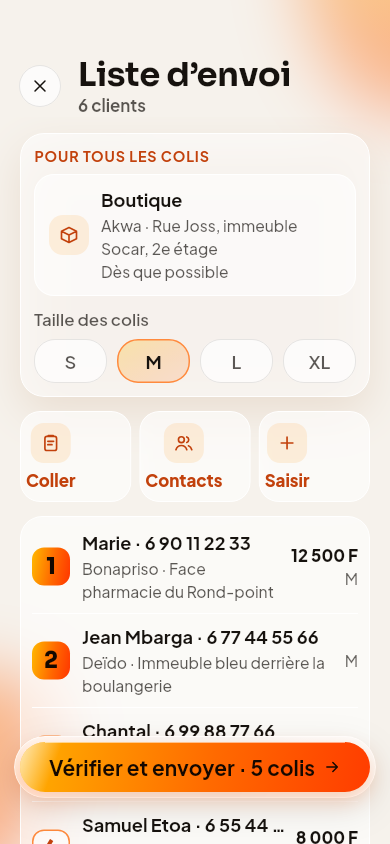 Liste d’envoi
6 clients
POUR TOUS LES COLIS
Boutique
Akwa · Rue Joss, immeuble
Socar, 2e étage
Dès que possible
Taille des colis
S
M
L
XL
Coller
Contacts
Saisir
1
Marie · 6 90 11 22 33
12 500 F
Bonapriso · Face
M
pharmacie du Rond-point
2
Jean Mbarga · 6 77 44 55 66
Deïdo · Immeuble bleu derrière la
M
boulangerie
Chantal · 6 99 88 77 66
Vérifier et envoyer · 5 colis →
Samuel Etoa · 6 55 44 …
8 000 F